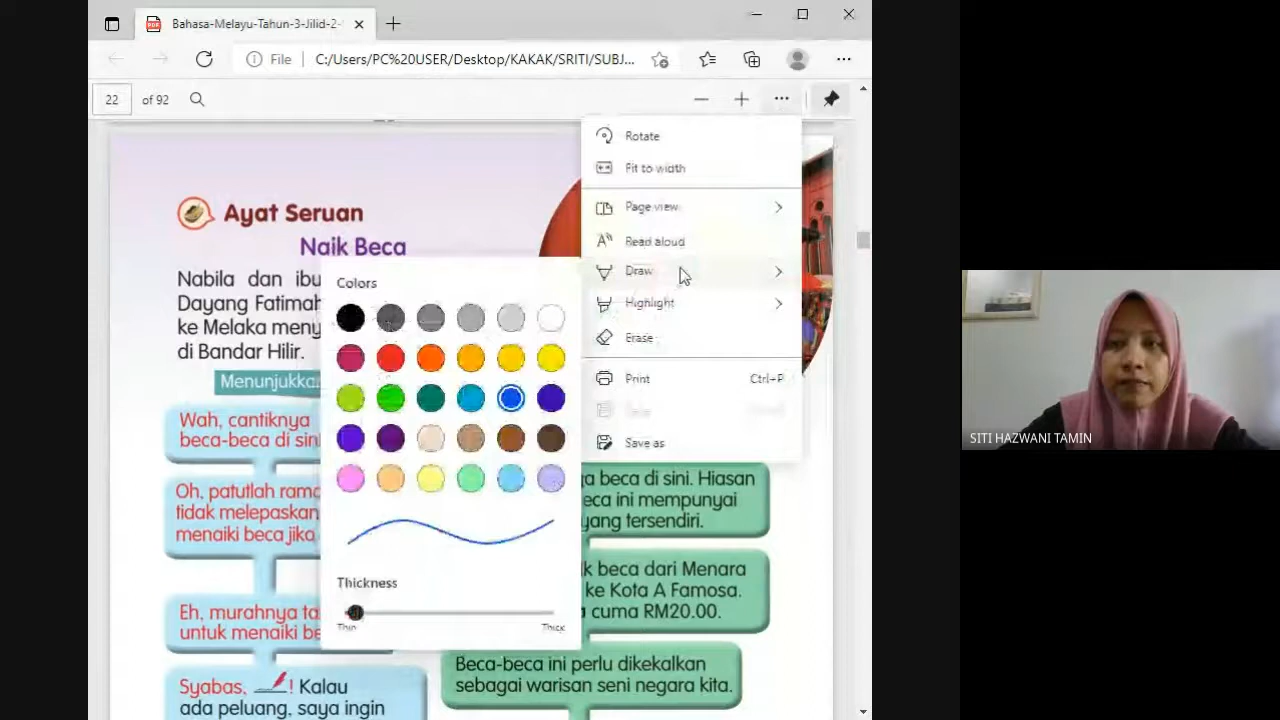 Bahasa-Melayu-Tahun-3-Jilid-2-
File
C:/Users/PC%20USER/Desktop/KAKAK/SRITI/SUBJ...
22 of 92
Rotate
Fit to width
Page view
Read aloud
Draw
Highlight
Erase
Print Ctrl+P
Save as
Ayat Seruan
Naik Beca
Nabila dan ibu
Dayang Fatimah
ke Melaka meny
di Bandar Hilir.
Menunjukka
Wah, cantiknya
beca-beca di sini
Oh, patutlah rama
tidak melepaskan
menaiki beca jika
Eh, murahnya ta
untuk menaiki be
Syabas, ! Kalau
ada peluang, saya ingin
Colors
Thickness
Thin
Thick
a beca di sini. Hiasan
eca ini mempunyai
yang tersendiri.
k beca dari Menara
ke Kota A Famosa.
cuma RM20.00.
Beca-beca ini perlu dikekalkan
sebagai warisan seni negara kita.
SITI HAZWANI TAMIN